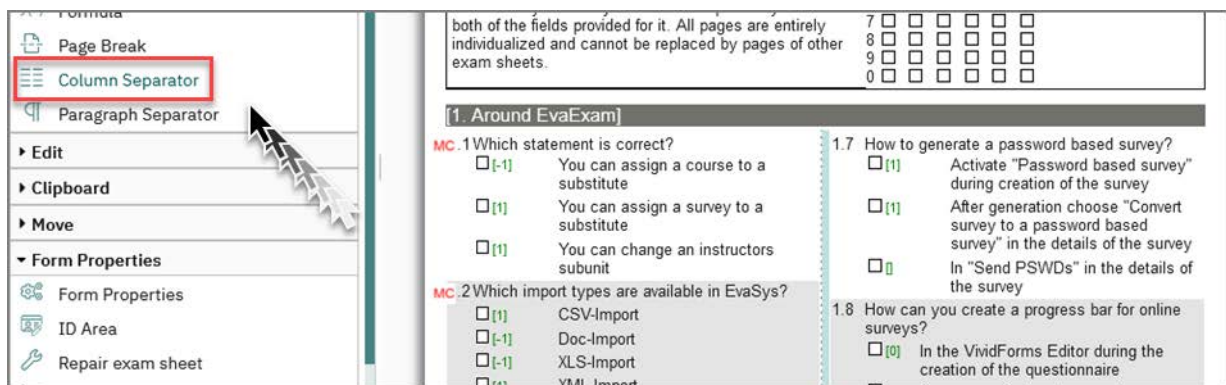 Formula
Page Break
Column Separator
Paragraph Separator
Edit
Clipboard
Move
Form Properties
Form Properties
ID Area
Repair exam sheet
both of the fields provided for it. All pages are entirely
individualized and cannot be replaced by pages of other
exam sheets.
7
8
9
0
[1. Around EvaExam]
MC .1 Which statement is correct?
[-1] You can assign a course to a
substitute
[1] You can assign a survey to a
substitute
[1] You can change an instructors
subunit
MC .2 Which import types are available in EvaSys?
[1] CSV-Import
[-1] Doc-Import
[-1] XLS-Import
[1] XML-Import
1.7 How to generate a password based survey?
[1] Activate "Password based survey"
during creation of the survey
[1] After generation choose "Convert
survey to a password based
survey" in the details of the survey
[] In "Send PSWDs" in the details of
the survey
1.8 How can you create a progress bar for online
surveys?
[0] In the VividForms Editor during the
creation of the questionnaire